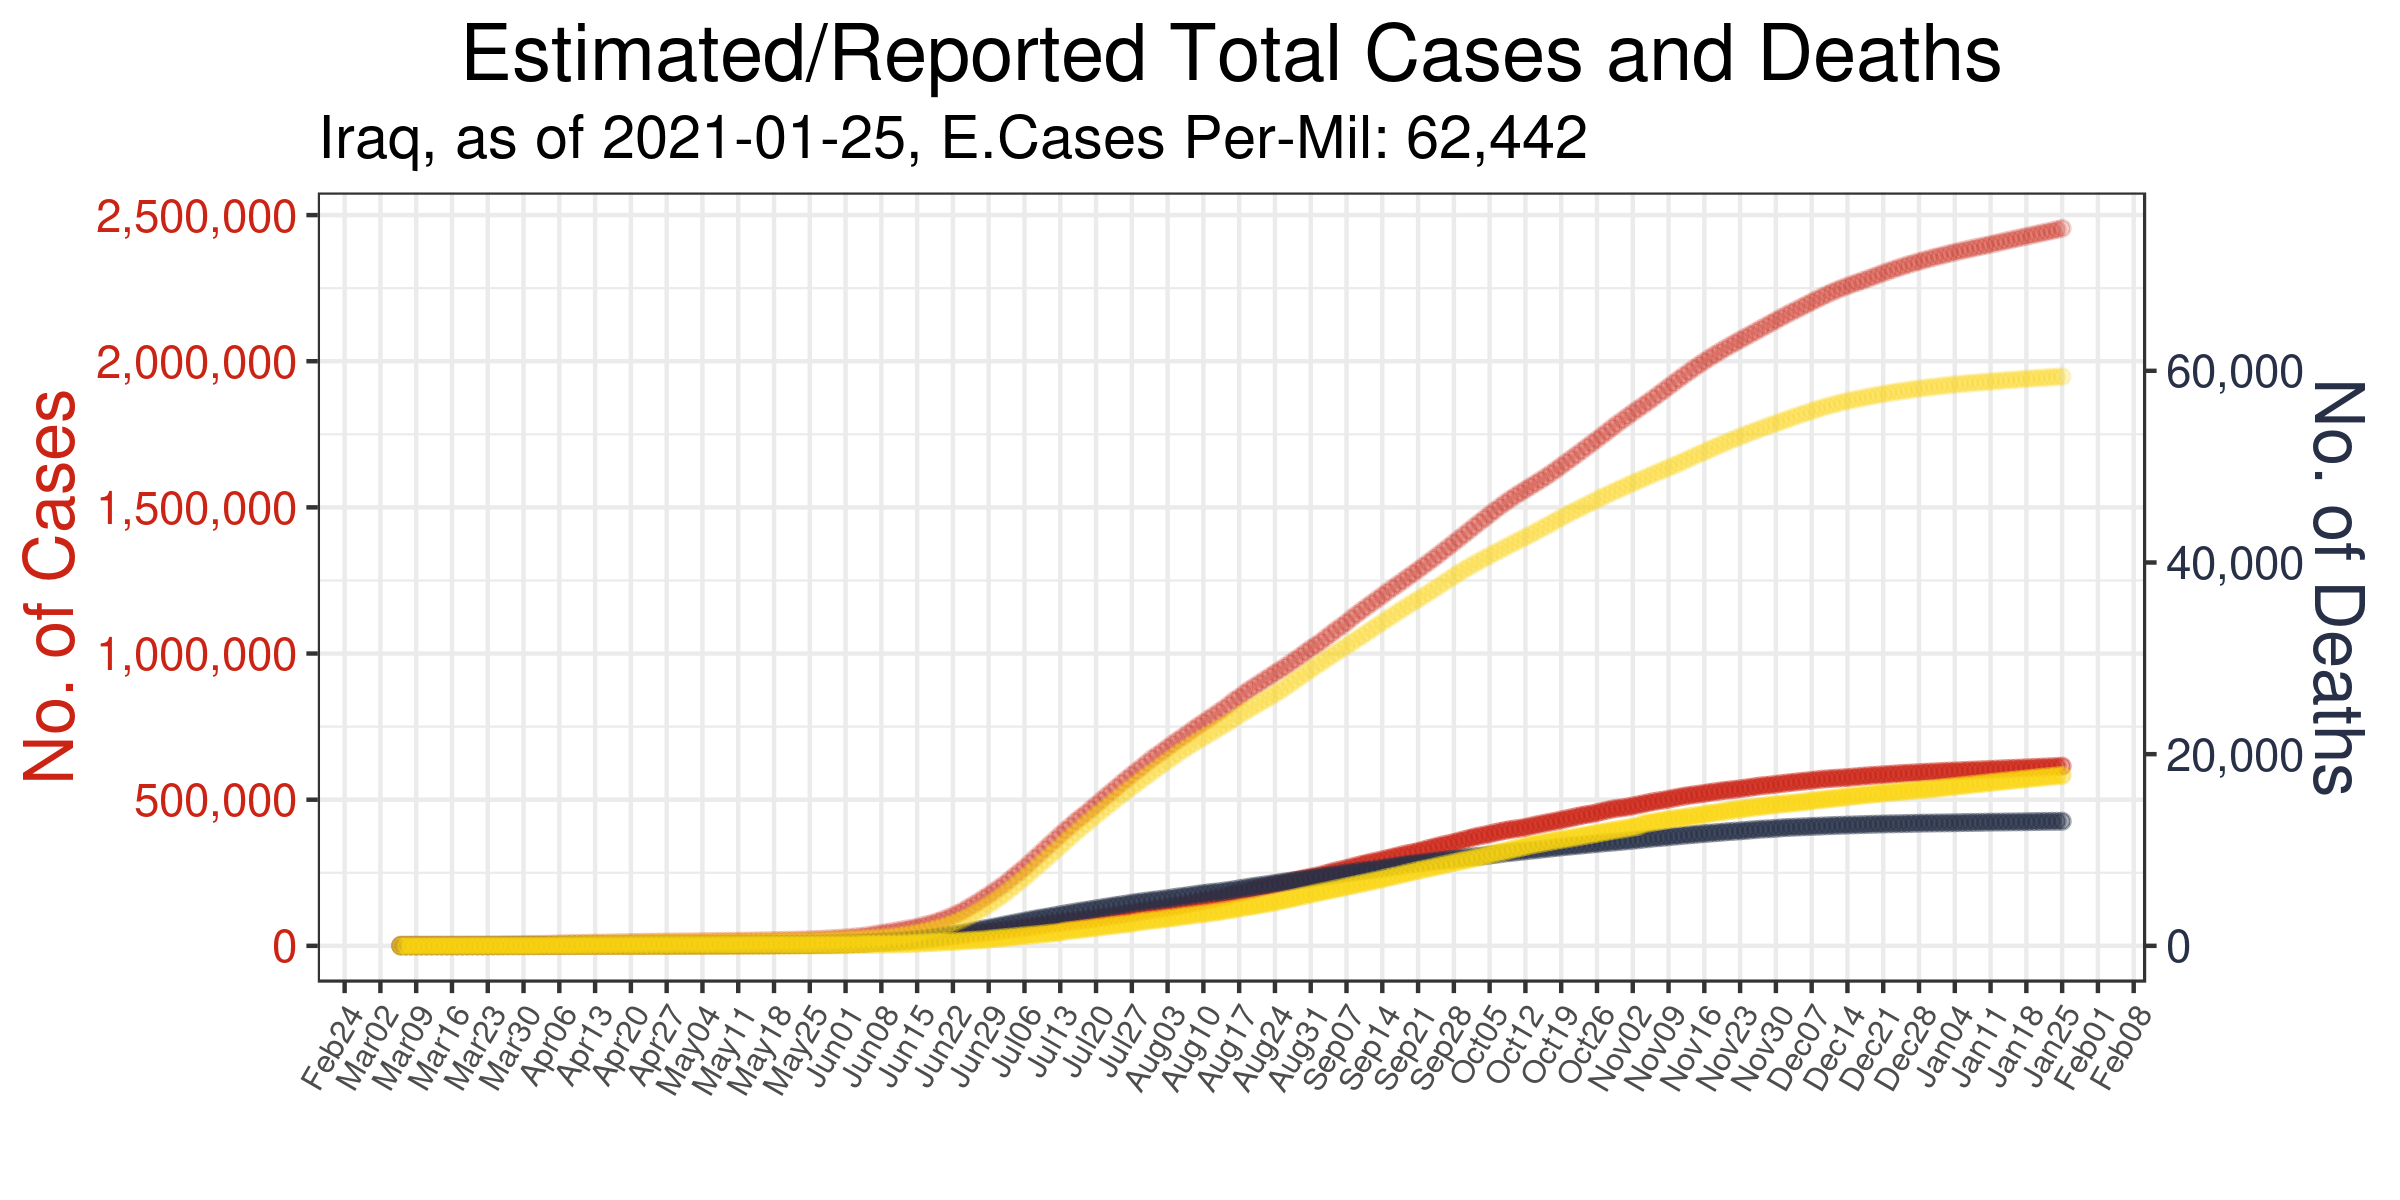 Estimated/Reported Total Cases and Deaths
Iraq, as of 2021-01-25, E.Cases Per-Mil: 62,442
No. of Cases
2,500,000
2,000,000
1,500,000
1,000,000
500,000
0
No. of Deaths
60,000
40,000
20,000
0
Feb24
Mar02
Mar09
Mar16
Mar23
Mar30
Apr06
Apr13
Apr20
Apr27
May04
May11
May18
May25
Jun01
Jun08
Jun15
Jun22
Jun29
Jul06
Jul13
Jul20
Jul27
Aug03
Aug10
Aug17
Aug24
Aug31
Sep07
Sep14
Sep21
Sep28
Oct05
Oct12
Oct19
Oct26
Nov02
Nov09
Nov16
Nov23
Nov30
Dec07
Dec14
Dec21
Dec28
Jan04
Jan11
Jan18
Jan25
Feb01
Feb08